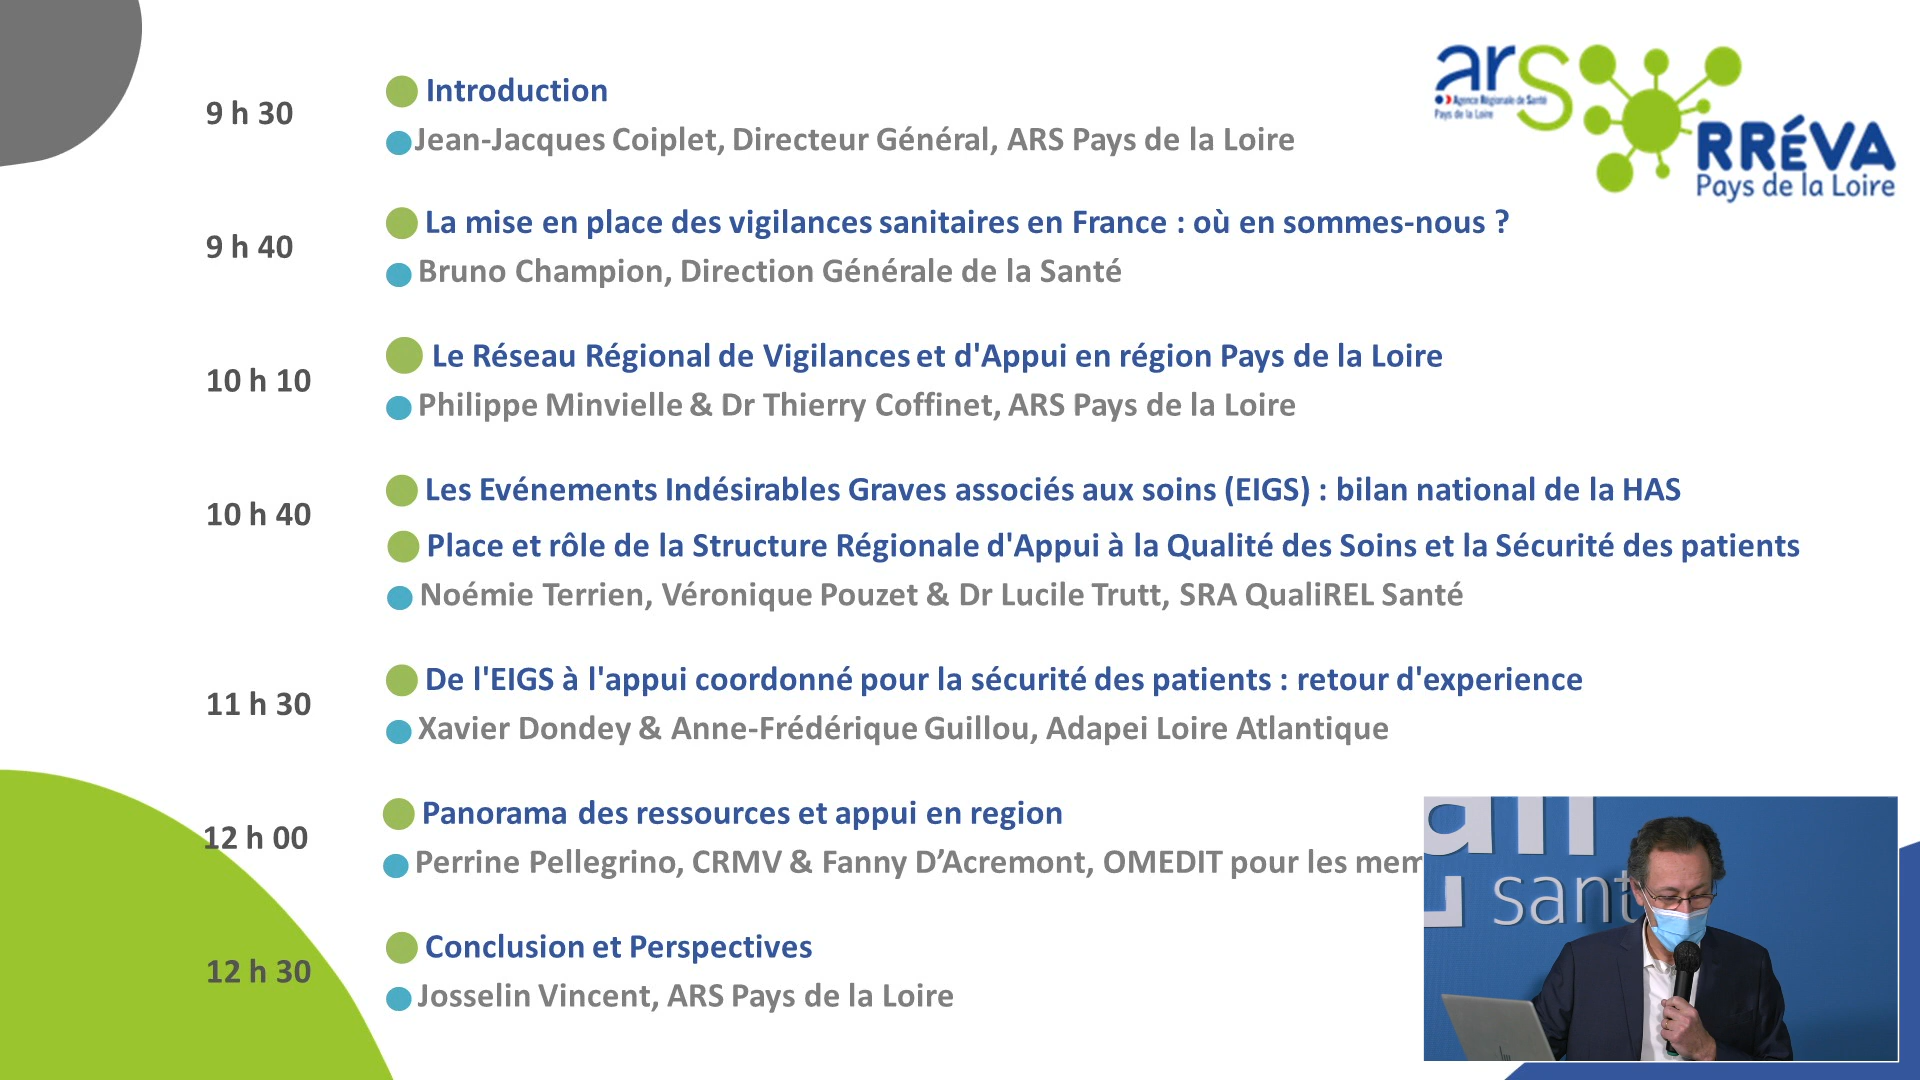 9 h 30
Introduction
Jean-Jacques Coiplet, Directeur Général, ARS Pays de la Loire
ars
Agence Régionale de Santé
Pays de la Loire
RRÉVA
Pays de la Loire
9 h 40
La mise en place des vigilances sanitaires en France : où en sommes-nous ?
Bruno Champion, Direction Générale de la Santé
10 h 10
Le Réseau Régional de Vigilances et d'Appui en région Pays de la Loire
Philippe Minvielle & Dr Thierry Coffinet, ARS Pays de la Loire
10 h 40
Les Evénements Indésirables Graves associés aux soins (EIGS) : bilan national de la HAS
Place et rôle de la Structure Régionale d'Appui à la Qualité des Soins et la Sécurité des patients
Noémie Terrien, Véronique Pouzet & Dr Lucile Trutt, SRA QualiREL Santé
11 h 30
De l'EIGS à l'appui coordonné pour la sécurité des patients : retour d'experience
Xavier Dondey & Anne-Frédérique Guillou, Adapei Loire Atlantique
12 h 00
Panorama des ressources et appui en region
Perrine Pellegrino, CRMV & Fanny D’Acremont, OMEDIT pour les mem
12 h 30
Conclusion et Perspectives
Josselin Vincent, ARS Pays de la Loire
sant